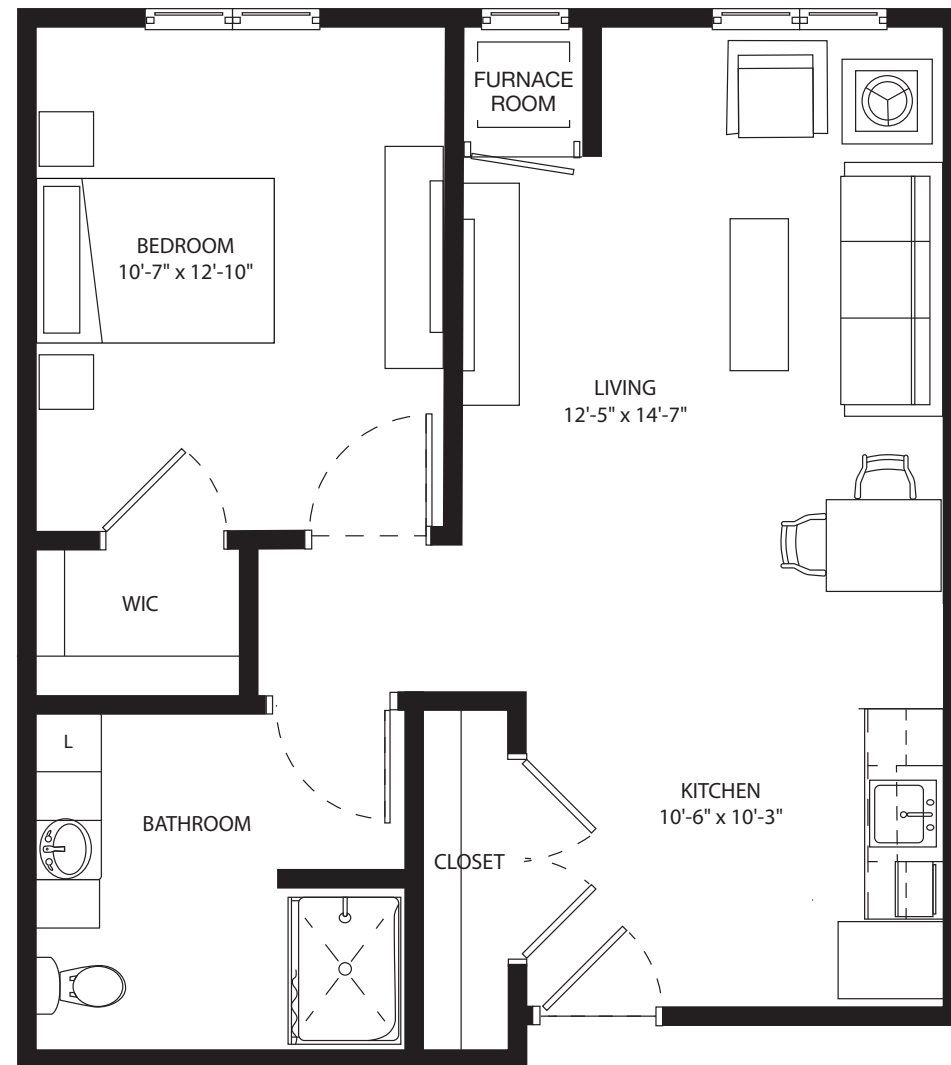 FURNACE
ROOM
BEDROOM
10'-7" x 12'-10"
LIVING
12'-5" x 14'-7"
WIC
L
BATHROOM
KITCHEN
10'-6" x 10'-3"
CLOSET